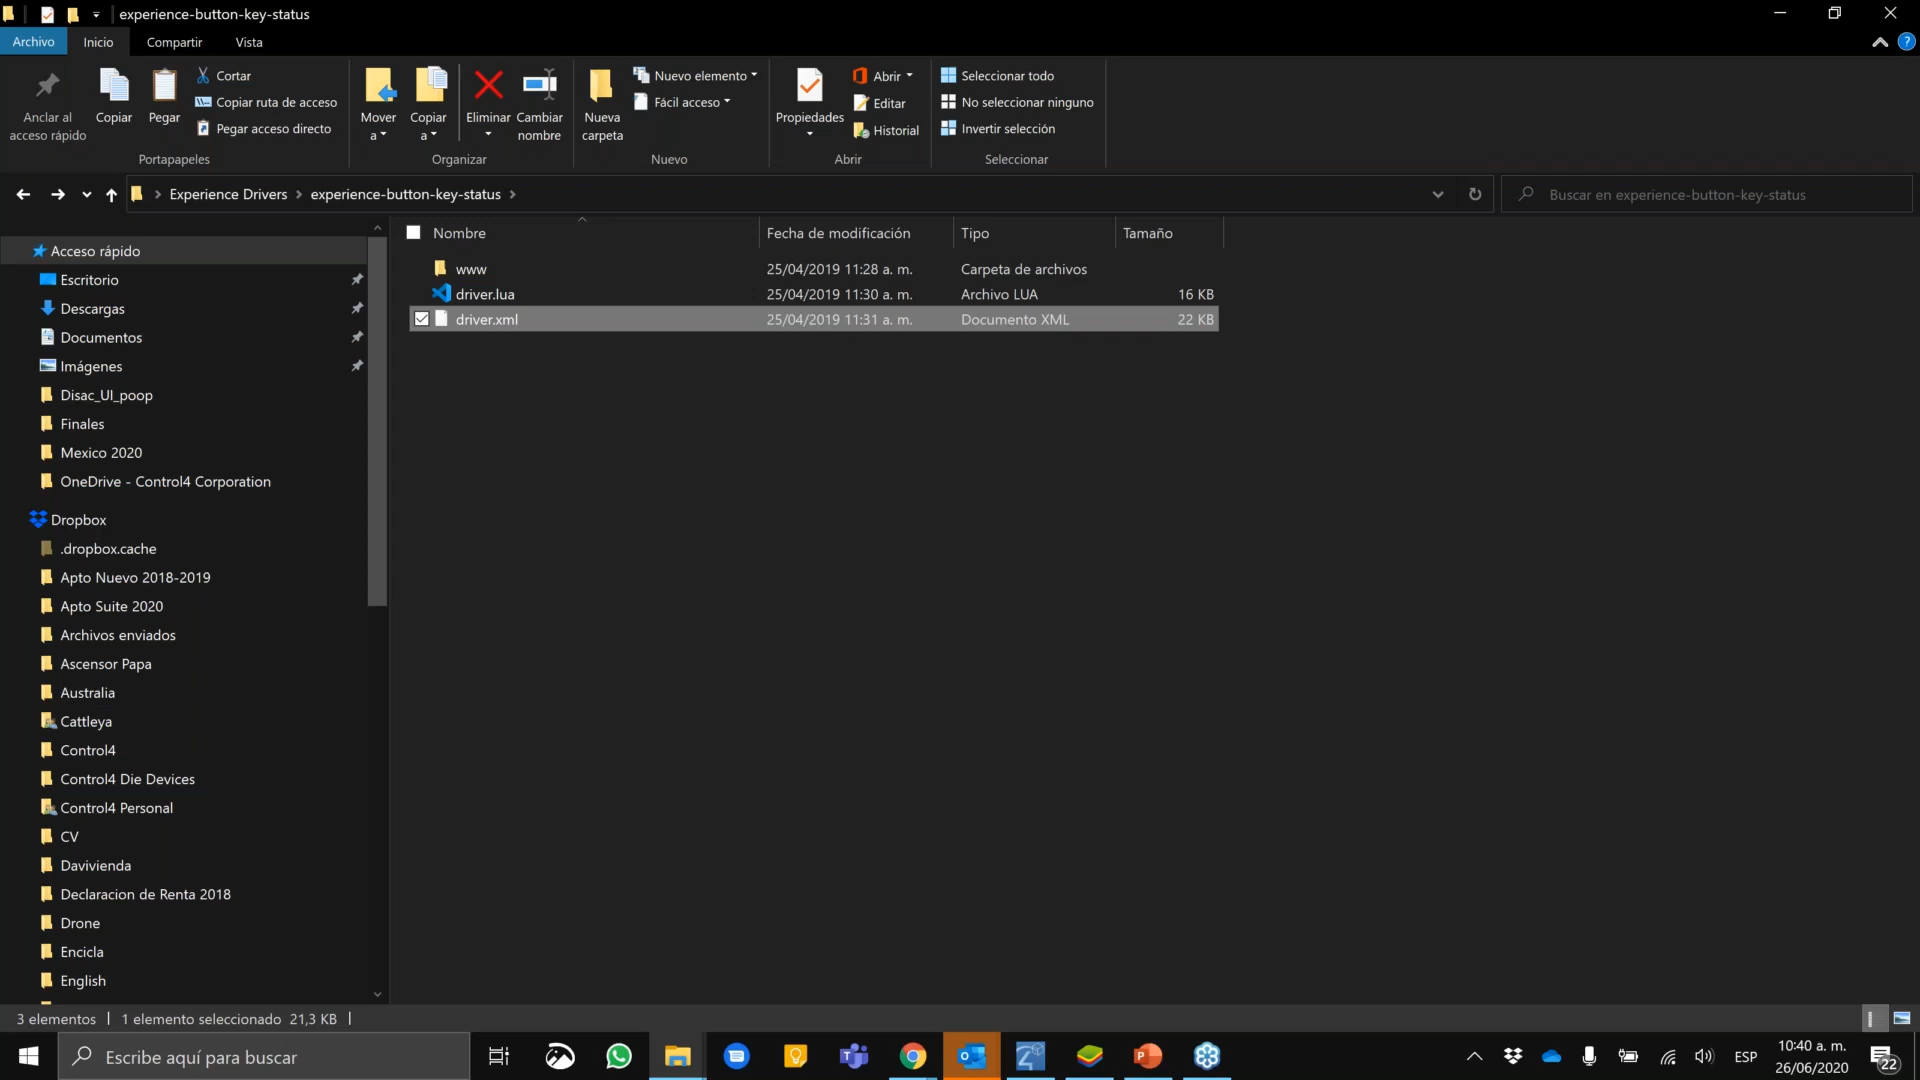 experience-button-key-status
Archivo Inicio Compartir Vista
Anclar al acceso rápido
Copiar
Pegar
Cortar
Copiar ruta de acceso
Pegar acceso directo
Portapapeles
Mover a
Copiar a
Eliminar
Cambiar nombre
Organizar
Nueva carpeta
Nuevo elemento
Fácil acceso
Nuevo
Propiedades
Abrir
Editar
Historial
Abrir
Seleccionar todo
No seleccionar ninguno
Invertir selección
Seleccionar
Experience Drivers > experience-button-key-status >
Buscar en experience-button-key-status
Nombre Fecha de modificación Tipo Tamaño
www 25/04/2019 11:28 a. m. Carpeta de archivos
driver.lua 25/04/2019 11:30 a. m. Archivo LUA 16 KB
driver.xml 25/04/2019 11:31 a. m. Documento XML 22 KB
Acceso rápido
Escritorio
Descargas
Documentos
Imágenes
Disac_UI_poop
Finales
Mexico 2020
OneDrive - Control4 Corporation
Dropbox
.dropbox.cache
Apto Nuevo 2018-2019
Apto Suite 2020
Archivos enviados
Ascensor Papa
Australia
Cattleya
Control4
Control4 Die Devices
Control4 Personal
CV
Davivienda
Declaracion de Renta 2018
Drone
Encicla
English
3 elementos | 1 elemento seleccionado 21,3 KB |
Escribe aquí para buscar
ESP
10:40 a. m.
26/06/2020
22